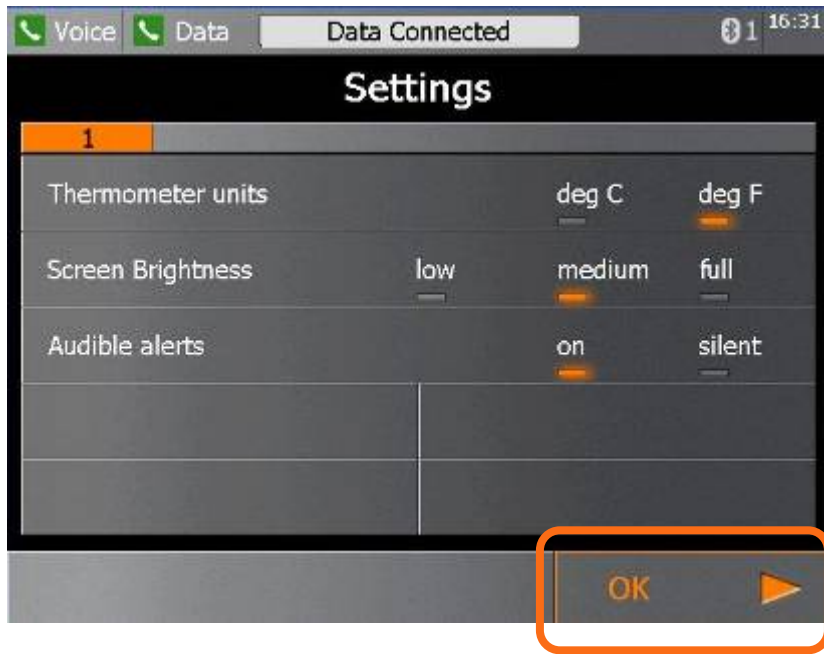 Voice Data Data Connected 1 16:31
Settings
1
Thermometer units deg C deg F
Screen Brightness low medium full
Audible alerts on silent
OK